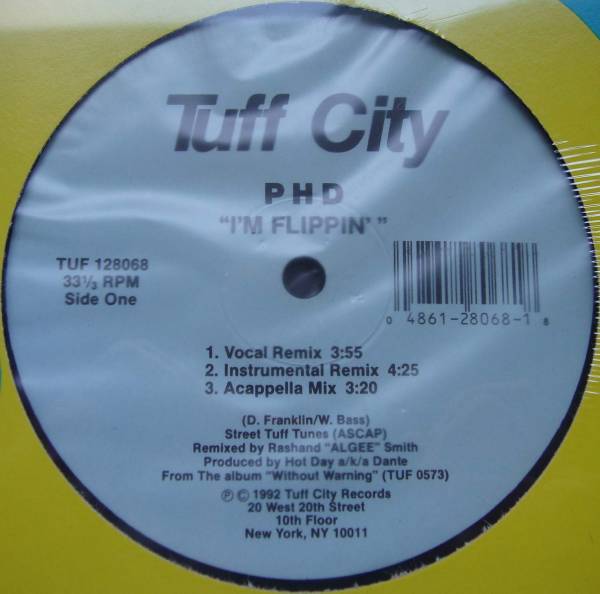 Tuff City
PHD
"I'M FLIPPIN'"
TUF 128068
33⅓ RPM
Side One
0 4861-28068-1 8
1. Vocal Remix 3:55
2. Instrumental Remix 4:25
3. Acappella Mix 3:20
(D. Franklin/W. Bass)
Street Tuff Tunes (ASCAP)
Remixed by Rashand "ALGEE" Smith
Produced by Hot Day a/k/a Dante
From The album "Without Warning" (TUF 0573)
℗ © 1992 Tuff City Records
20 West 20th Street
10th Floor
New York, NY 10011